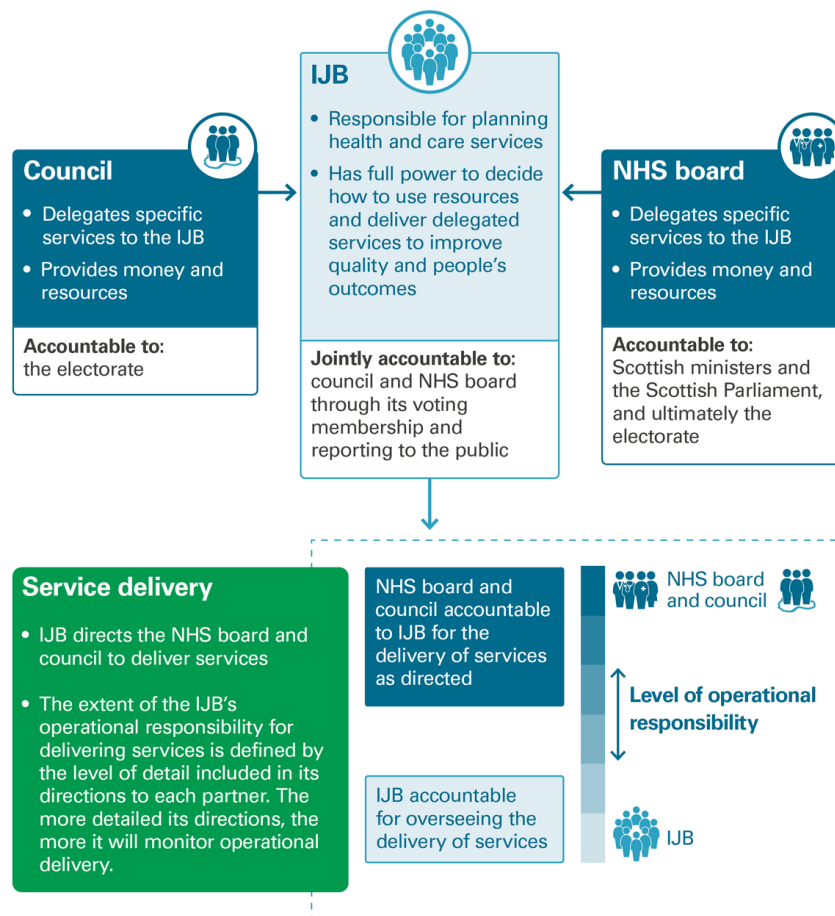 IJB
• Responsible for planning
health and care services
• Has full power to decide
how to use resources
and deliver delegated
services to improve
quality and people's
outcomes
Jointly accountable to:
council and NHS board
through its voting
membership and
reporting to the public
Council
• Delegates specific
services to the IJB
• Provides money and
resources
Accountable to:
the electorate
NHS board
• Delegates specific
services to the IJB
• Provides money and
resources
Accountable to:
Scottish ministers and
the Scottish Parliament,
and ultimately the
electorate
Service delivery
• IJB directs the NHS board and
council to deliver services
• The extent of the IJB's
operational responsibility for
delivering services is defined by
the level of detail included in its
directions to each partner. The
more detailed its directions, the
more it will monitor operational
delivery.
NHS board and
council accountable
to IJB for the
delivery of services
as directed
IJB accountable
for overseeing the
delivery of services
NHS board
and council
Level of operational
responsibility
IJB